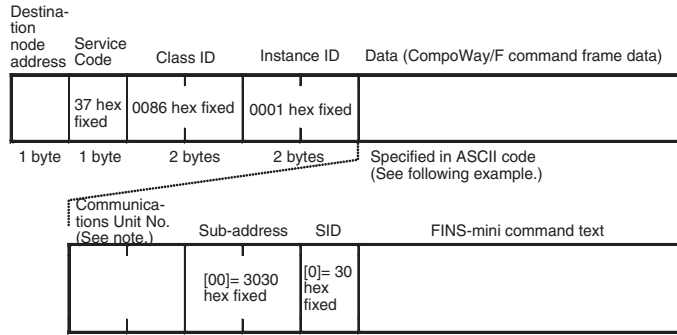 Destina-
tion
node
address
Service
Code
Class ID
Instance ID
Data (CompoWay/F command frame data)
37 hex
fixed
0086 hex fixed
0001 hex fixed
1 byte
1 byte
2 bytes
2 bytes
Specified in ASCII code
(See following example.)
Communica-
tions Unit No.
(See note.)
Sub-address
SID
FINS-mini command text
[00]= 3030
hex fixed
[0]= 30
hex
fixed